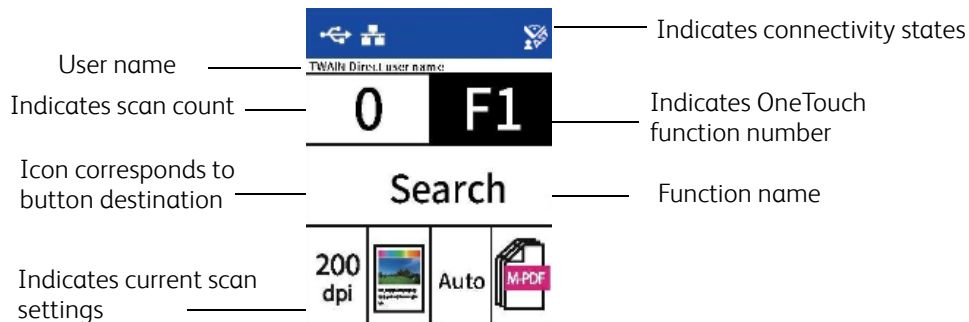 Indicates connectivity states
User name
TWAIN Direct user name
Indicates scan count
0
F1
Indicates OneTouch
function number
Icon corresponds to
button destination
Search
Function name
Indicates current scan
settings
200
dpi
Auto
M-PDF